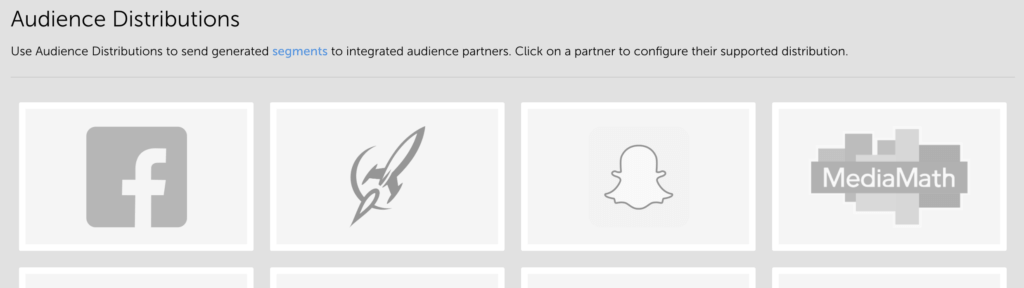 Audience Distributions
Use Audience Distributions to send generated segments to integrated audience partners. Click on a partner to configure their supported distribution.
MediaMath